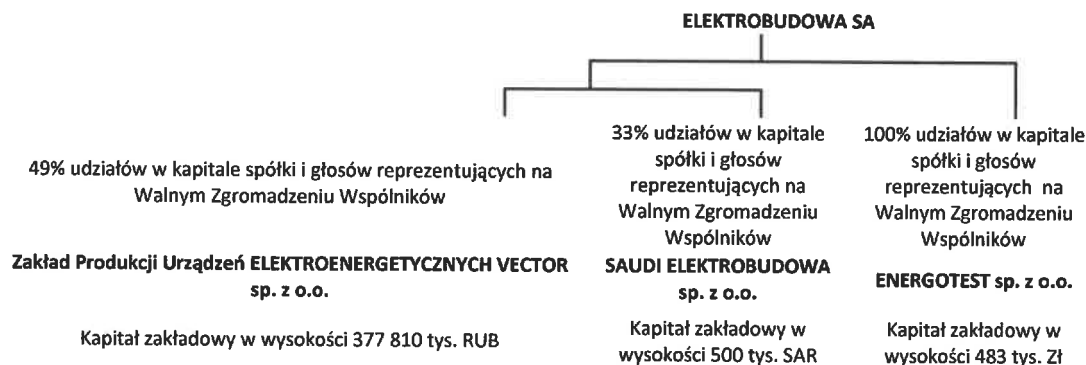 ELEKTROBUDOWA SA
49% udziałów w kapitale spółki i głosów reprezentujących na
Walnym Zgromadzeniu Wspólników
Zakład Produkcji Urządzeń ELEKTROENERGETYCZNYCH VECTOR
sp. z o.o.
Kapitał zakładowy w wysokości 377 810 tys. RUB
33% udziałów w kapitale
spółki i głosów
reprezentujących na
Walnym Zgromadzeniu
Wspólników
SAUDI ELEKTROBUDOWA
sp. z o.o.
Kapitał zakładowy w
wysokości 500 tys. SAR
100% udziałów w kapitale
spółki i głosów
reprezentujących na
Walnym Zgromadzeniu
Wspólników
ENERGOTEST sp. z o.o.
Kapitał zakładowy w
wysokości 483 tys. Zł